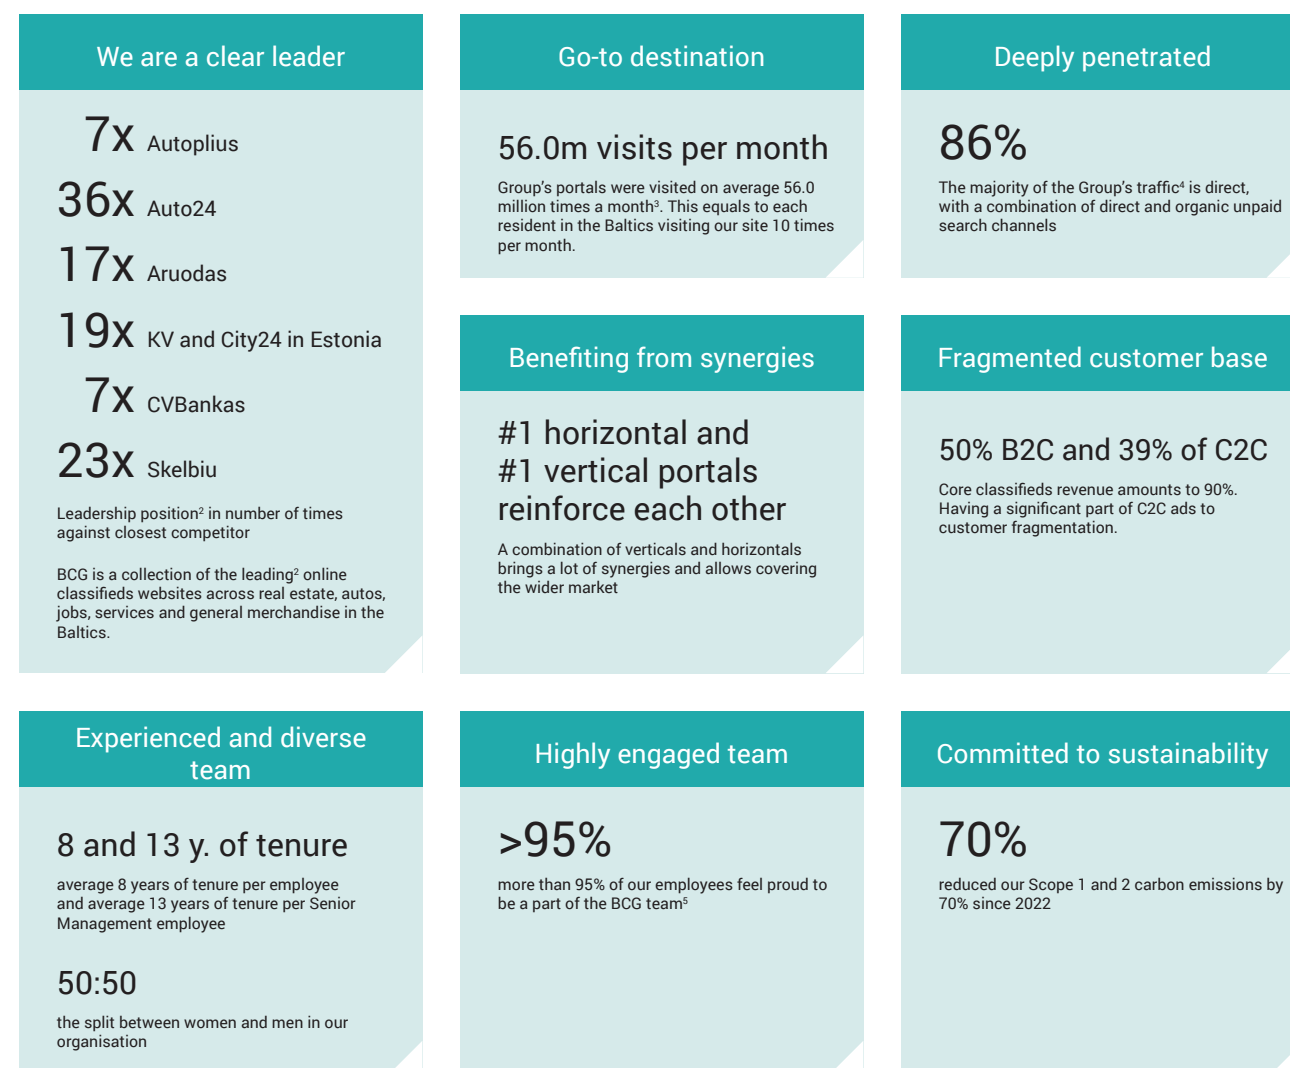 We are a clear leader
7x Autoplius
36x Auto24
17x Aruodas
19x KV and City24 in Estonia
7x CVBankas
23x Skelbiu
Leadership position² in number of times
against closest competitor
BCG is a collection of the leading² online
classifieds websites across real estate, autos,
jobs, services and general merchandise in the
Baltics.
Go-to destination
56.0m visits per month
Group's portals were visited on average 56.0
million times a month³. This equals to each
resident in the Baltics visiting our site 10 times
per month.
Deeply penetrated
86%
The majority of the Group's traffic⁴ is direct,
with a combination of direct and organic unpaid
search channels
Benefiting from synergies
#1 horizontal and
#1 vertical portals
reinforce each other
A combination of verticals and horizontals
brings a lot of synergies and allows covering
the wider market
Fragmented customer base
50% B2C and 39% of C2C
Core classifieds revenue amounts to 90%.
Having a significant part of C2C ads to
customer fragmentation.
Experienced and diverse
team
8 and 13 y. of tenure
average 8 years of tenure per employee
and average 13 years of tenure per Senior
Management employee
50:50
the split between women and men in our
organisation
Highly engaged team
>95%
more than 95% of our employees feel proud to
be a part of the BCG team⁵
Committed to sustainability
70%
reduced our Scope 1 and 2 carbon emissions by
70% since 2022